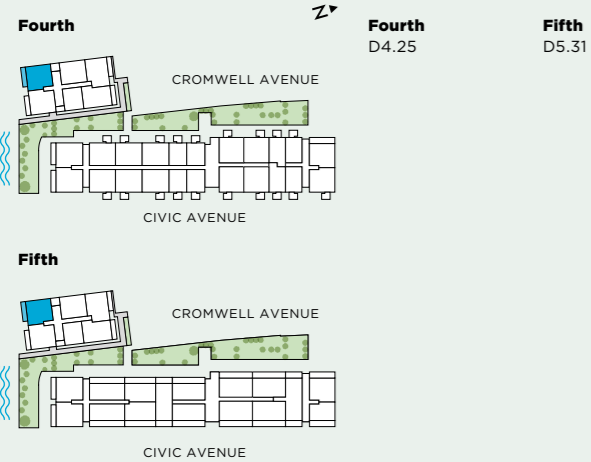 Z
Fourth
CROMWELL AVENUE
CIVIC AVENUE
Fifth
CROMWELL AVENUE
CIVIC AVENUE
Fourth
D4.25
Fifth
D5.31